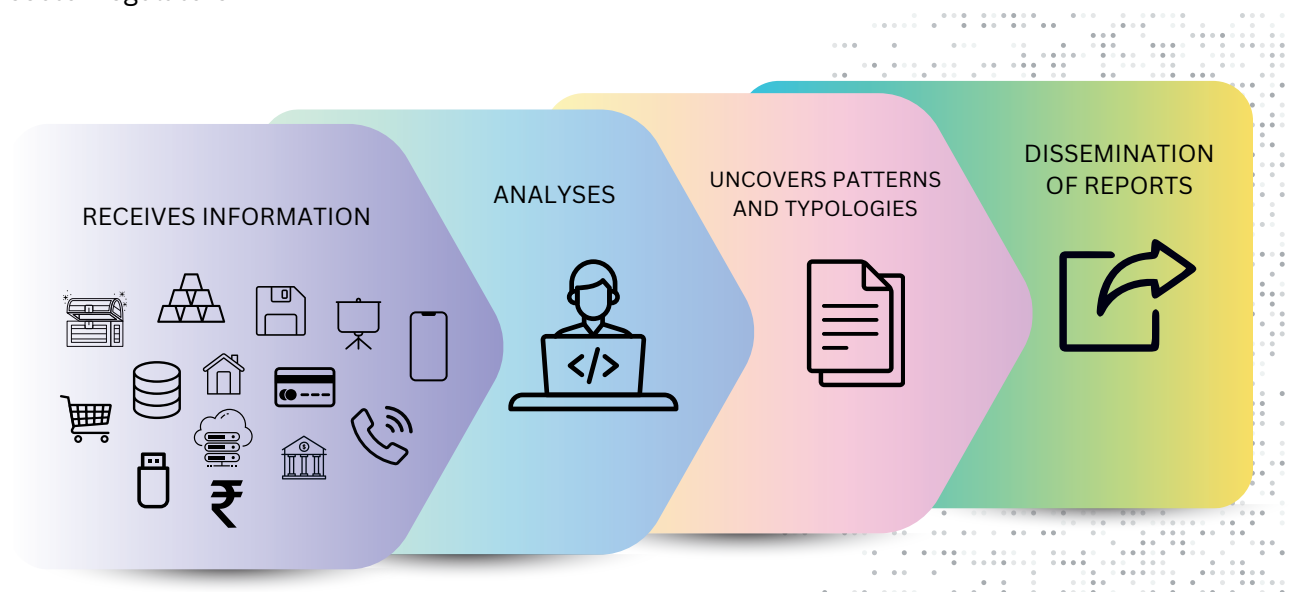 RECEIVES INFORMATION
ANALYSES
UNCOVERS PATTERNS
AND TYPOLOGIES
DISSEMINATION
OF REPORTS
</>
₹
$